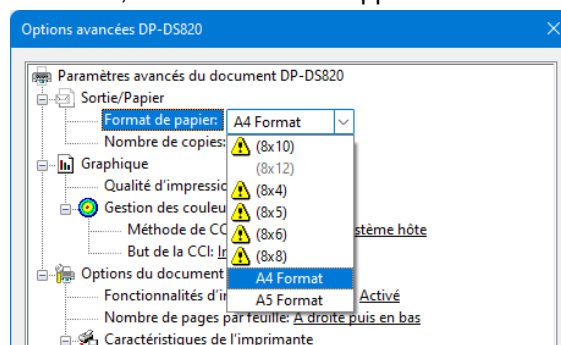 Options avancées DP-DS820
Paramètres avancés du document DP-DS820
Sortie/Papier
Format de papier: A4 Format
Nombre de copies:
(8x10)
Graphique
(8x12)
Qualité d'impression
(8x4)
Gestion des couleu
(8x5)
Méthode de CC
(8x6)
stème hôte
But de la CCI:
(8x8)
Options du document
A4 Format
Fonctionnalités d'i
A5 Format
Activé
Nombre de pages par feuille: À droite puis en bas
Caractéristiques de l'imprimante